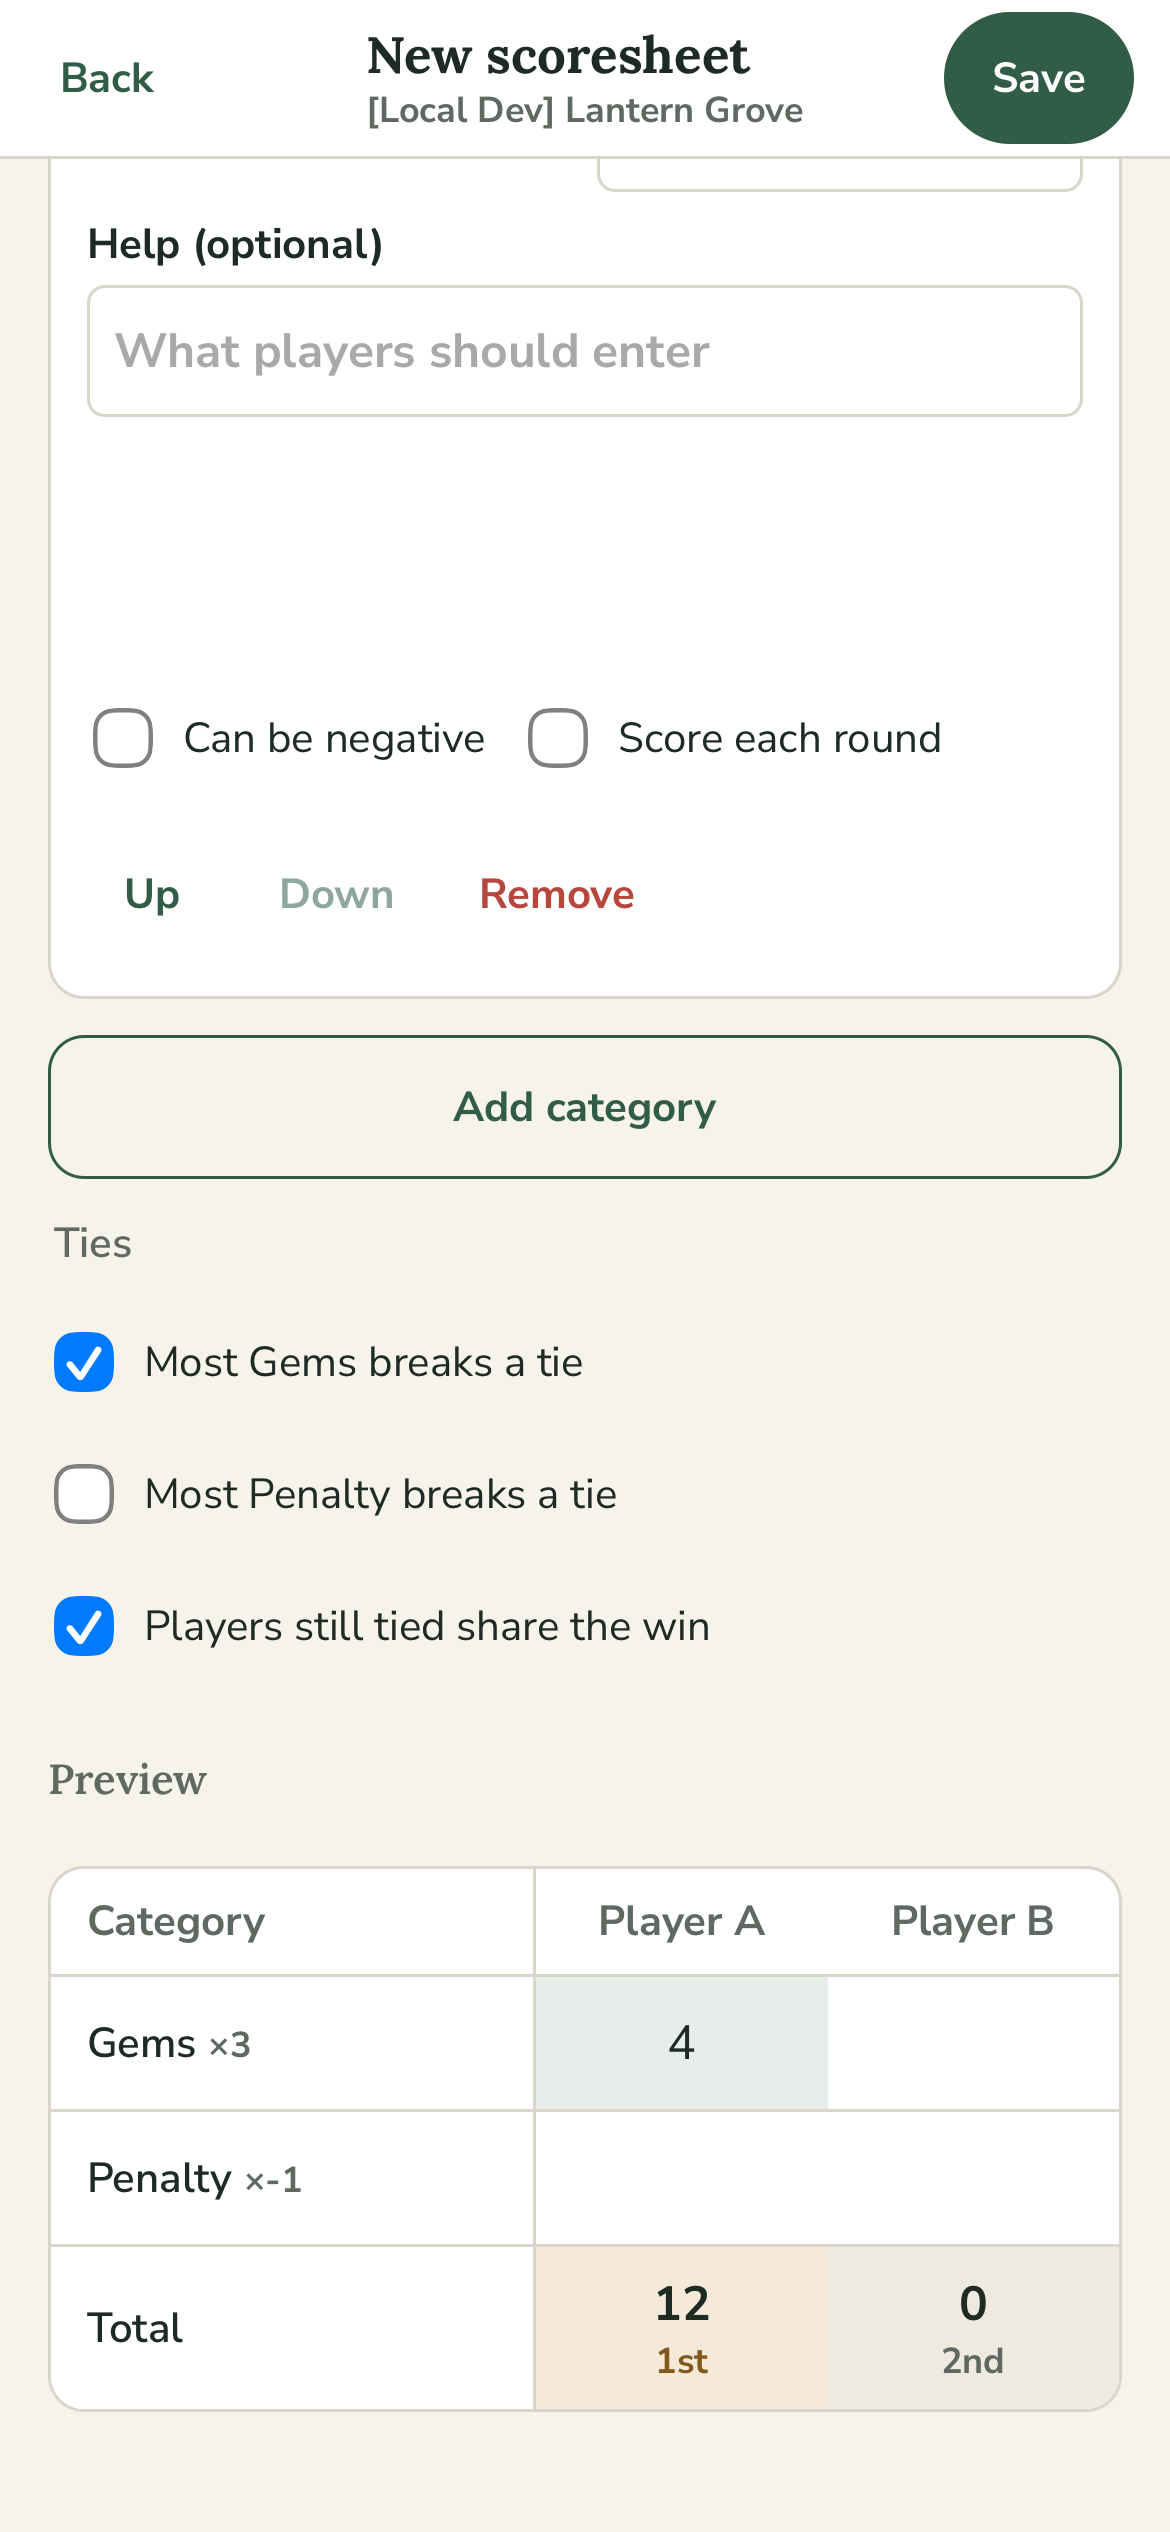 Back
New scoresheet
[Local Dev] Lantern Grove
Save
Help (optional)
What players should enter
Can be negative Score each round
Up Down Remove
Add category
Ties
Most Gems breaks a tie
Most Penalty breaks a tie
Players still tied share the win
Preview
Category Player A Player B
Gems ×3 4
Penalty ×-1
Total 12 0
1st 2nd